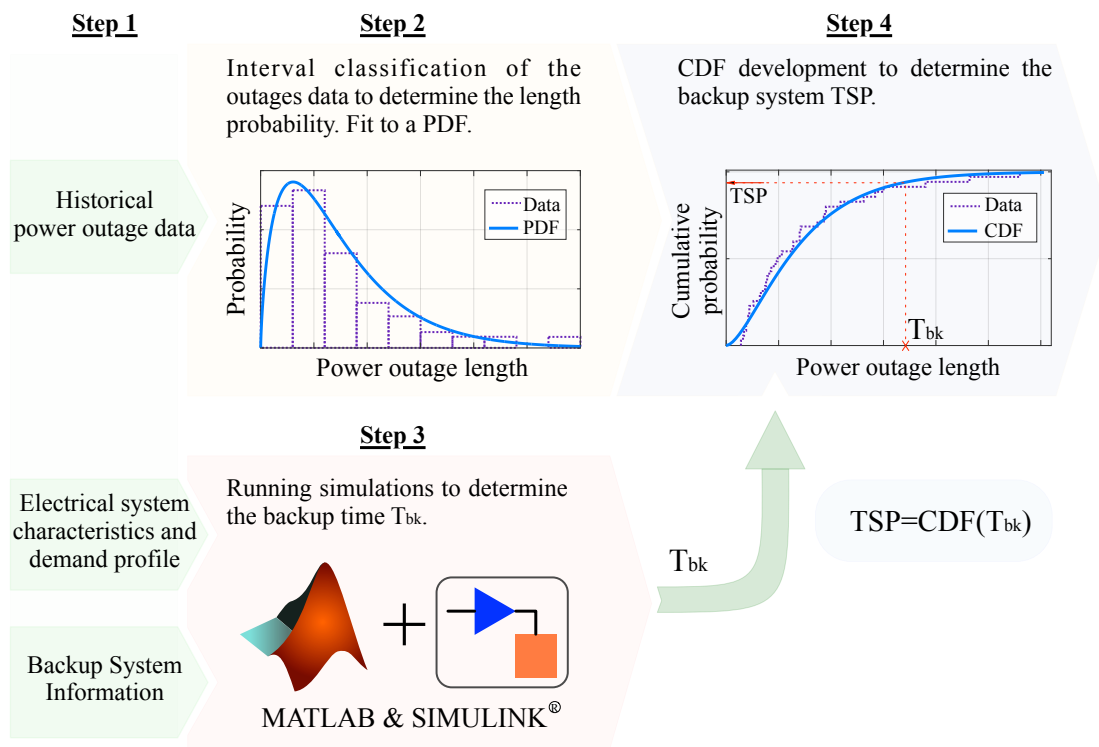 Step 1
Historical
power outage data
Electrical system
characteristics and
demand profile
Backup System
Information
Step 2
Interval classification of the
outages data to determine the length
probability. Fit to a PDF.
Probability
Data
PDF
Power outage length
Step 3
Running simulations to determine
the backup time Tbk.
MATLAB & SIMULINK®
Tbk
Step 4
CDF development to determine the
backup system TSP.
Cumulative
probability
TSP
Data
CDF
Tbk
Power outage length
TSP=CDF(Tbk)